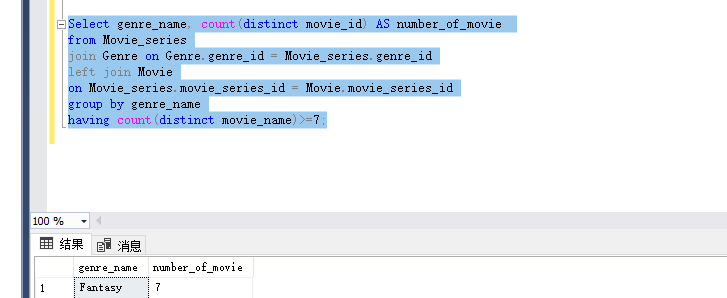 Select genre_name, count(distinct movie_id) AS number_of_movie
from Movie_series
join Genre on Genre.genre_id = Movie_series.genre_id
left join Movie
on Movie_series.movie_series_id = Movie.movie_series_id
group by genre_name
having count(distinct movie_name)>=7;
100 %
结果 消息
genre_name number_of_movie
1 Fantasy 7